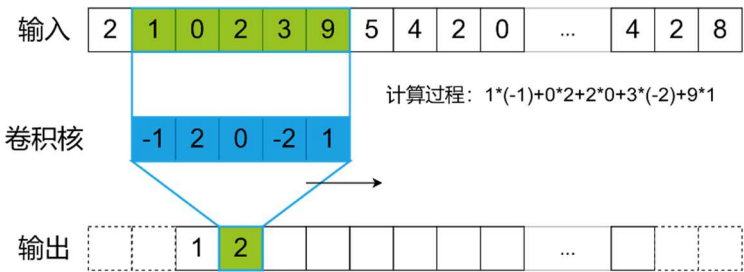 输入 2 1 0 2 3 9 5 4 2 0 ... 4 2 8
计算过程：1*(-1)+0*2+2*0+3*(-2)+9*1
卷积核 -1 2 0 -2 1
输出 1 2 ...